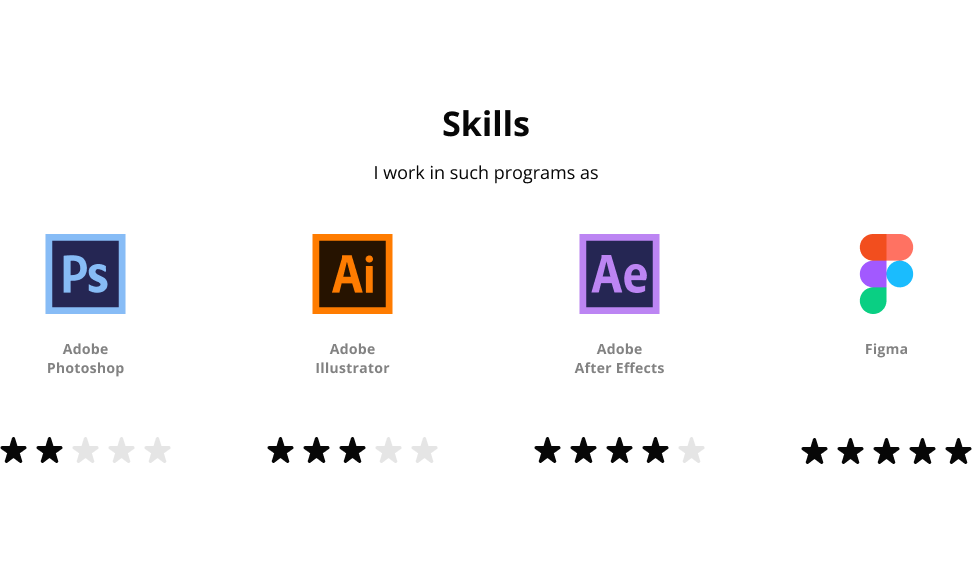 Skills
I work in such programs as
Ps
Ai
Ae
Adobe
Photoshop
Adobe
Illustrator
Adobe
After Effects
Figma